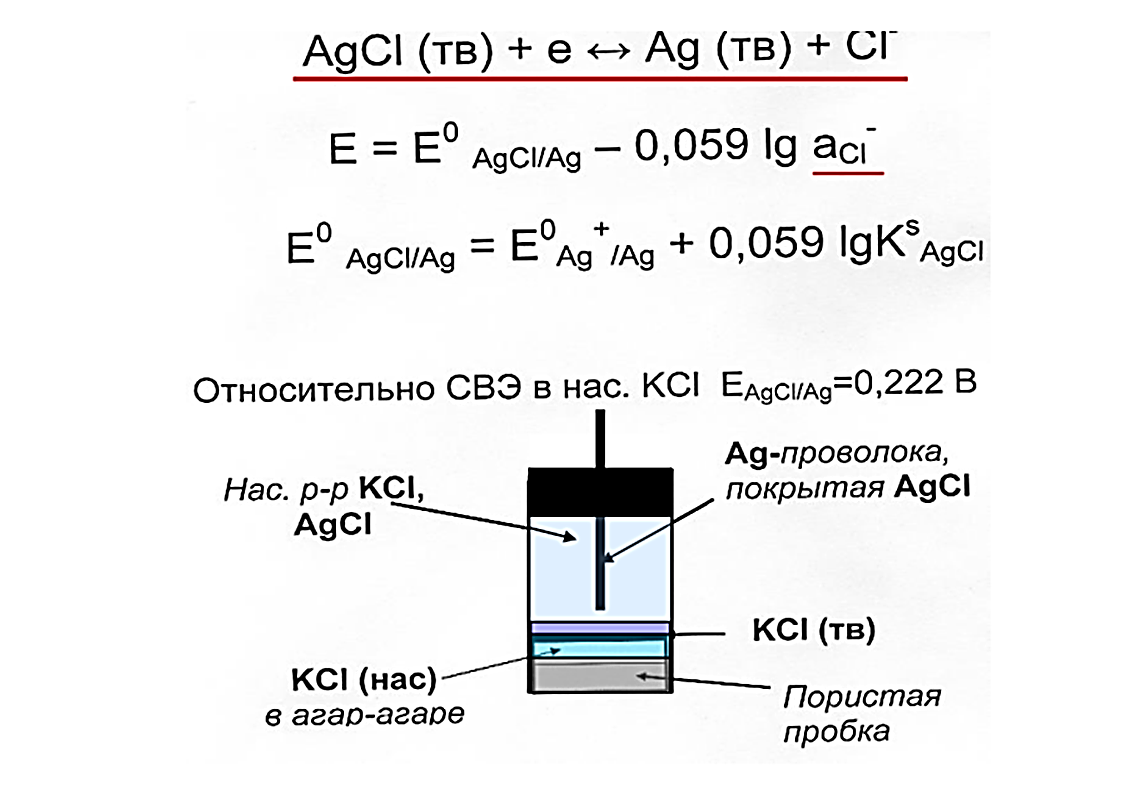 AgCl (тв) + e ↔ Ag (тв) + Cl⁻
E = E⁰ AgCl/Ag – 0,059 lg aCl⁻
E⁰ AgCl/Ag = E⁰Ag⁺/Ag + 0,059 lgKˢAgCl
Относительно СВЭ в нас. KCl EAgCl/Ag=0,222 В
Ag-проволока,
покрытая AgCl
Нас. р-р KCl,
AgCl
KCl (тв)
KCl (нас)
в агар-агаре
Пористая
пробка